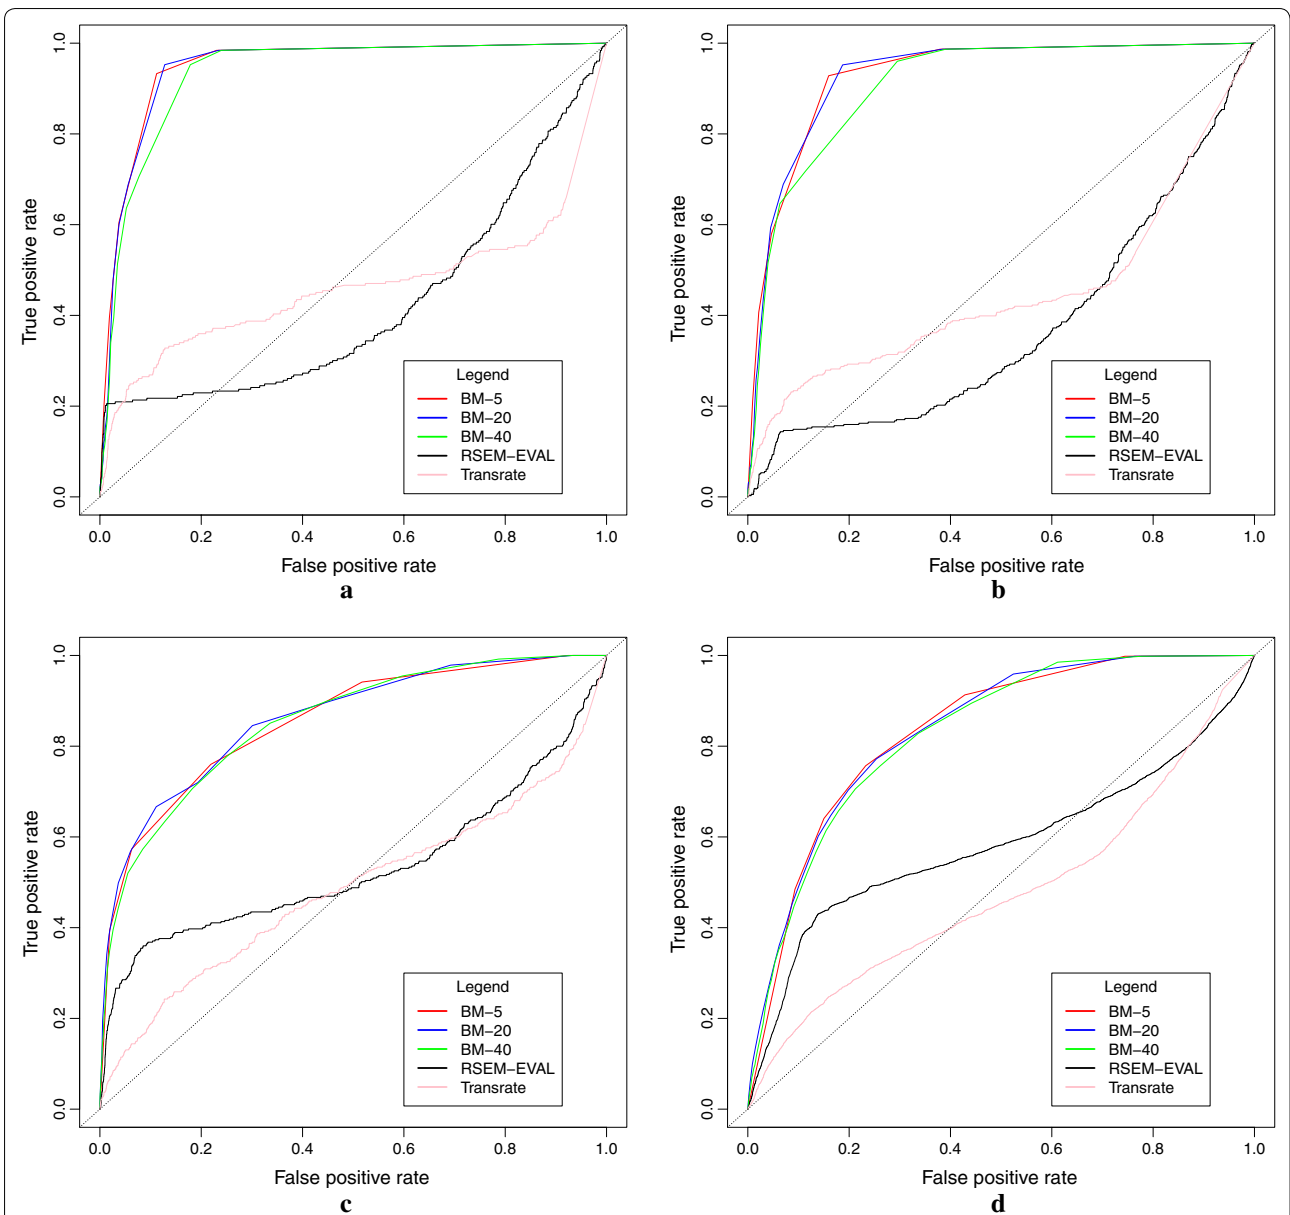 1.0
0.8
0.6
0.4
0.2
0.0
True positive rate
Legend
BM−5
BM−20
BM−40
RSEM−EVAL
Transrate
0.0 0.2 0.4 0.6 0.8 1.0
False positive rate
a
1.0
0.8
0.6
0.4
0.2
0.0
True positive rate
Legend
BM−5
BM−20
BM−40
RSEM−EVAL
Transrate
0.0 0.2 0.4 0.6 0.8 1.0
False positive rate
b
1.0
0.8
0.6
0.4
0.2
0.0
True positive rate
Legend
BM−5
BM−20
BM−40
RSEM−EVAL
Transrate
0.0 0.2 0.4 0.6 0.8 1.0
False positive rate
c
1.0
0.8
0.6
0.4
0.2
0.0
True positive rate
Legend
BM−5
BM−20
BM−40
RSEM−EVAL
Transrate
0.0 0.2 0.4 0.6 0.8 1.0
False positive rate
d